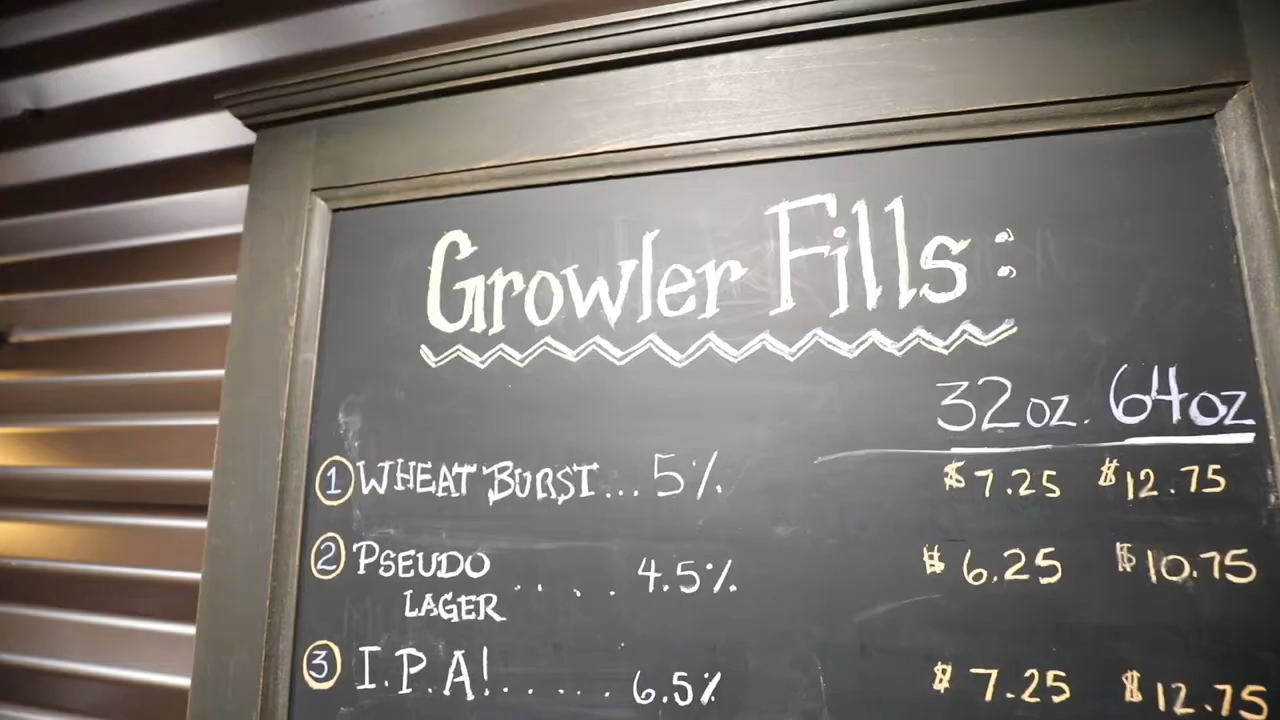 Growler Fills:
32oz. 64oz
1 WHEAT BURST... 5% $7.25 $12.75
2 PSEUDO LAGER .... 4.5% $6.25 $10.75
3 I.P.A!...... 6.5% $7.25 $12.75